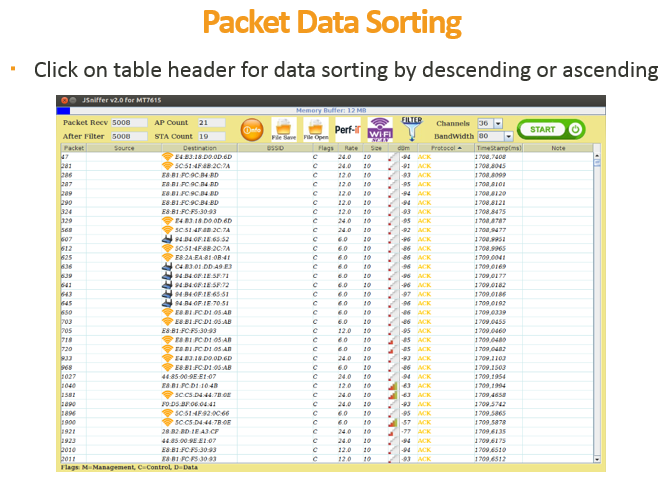 Packet Data Sorting
· Click on table header for data sorting by descending or ascending
JSniffer v2.0 for MT7615
Memory Buffer: 12 MB
Packet Recv 5008 AP Count 21 Info File Save File Open Perf-IT WiFi SCAN FILTER Channels 36 START
After Filter 5008 STA Count 19 BandWidth 80
Packet Source Destination BSSID Flags Rate Size dBm Protocol TimeStamp(ms) Note
47 E4:B3:18:D0:0D:6D C 24.0 10 -94 ACK 1708,7408
281 5C:51:4F:8B:2C:7A C 24.0 10 -91 ACK 1708,8045
286 E8:B1:FC:9C:B4:BD C 12.0 10 -93 ACK 1708,8099
287 E8:B1:FC:9C:B4:BD C 12.0 10 -95 ACK 1708,8101
289 E8:B1:FC:9C:B4:BD C 12.0 10 -94 ACK 1708,8120
290 E8:B1:FC:9C:B4:BD C 12.0 10 -94 ACK 1708,8121
324 E8:B1:FC:F5:30:93 C 12.0 10 -93 ACK 1708,8475
329 E4:B3:18:D0:0D:6D C 24.0 10 -95 ACK 1708,8787
568 5C:51:4F:8B:2C:7A C 24.0 10 -92 ACK 1708,9477
607 94:B4:0F:1E:65:52 C 6.0 10 -96 ACK 1708,9951
612 5C:51:4F:8B:2C:7A C 6.0 10 -86 ACK 1708,9965
625 E8:2A:EA:81:0B:41 C 6.0 10 -86 ACK 1709,0041
636 C4:B3:01:DD:A9:E3 C 6.0 10 -96 ACK 1709,0169
639 94:B4:0F:1E:5F:71 C 6.0 10 -96 ACK 1709,0177
641 94:B4:0F:1E:5F:72 C 6.0 10 -96 ACK 1709,0182
643 94:B4:0F:1E:65:51 C 6.0 10 -97 ACK 1709,0186
645 94:B4:0F:1E:70:51 C 6.0 10 -96 ACK 1709,0192
650 E8:B1:FC:D1:05:AB C 6.0 10 -86 ACK 1709,0339
703 E8:B1:FC:D1:05:AB C 6.0 10 -86 ACK 1709,0455
705 E8:B1:FC:F5:30:93 C 12.0 10 -95 ACK 1709,0460
718 E8:B1:FC:D1:05:AB C 6.0 10 -85 ACK 1709,0480
720 E8:B1:FC:D1:05:AB C 6.0 10 -85 ACK 1709,0482
933 E4:B3:18:D0:0D:6D C 24.0 10 -93 ACK 1709,1103
968 E8:B1:FC:D1:05:AB C 6.0 10 -86 ACK 1709,1503
1027 44:85:00:9E:E1:07 C 24.0 10 -94 ACK 1709,1954
1040 E8:B1:FC:D1:10:4B C 12.0 10 -63 ACK 1709,1994
1581 5C:C5:D4:44:7B:0E C 24.0 10 -63 ACK 1709,4658
1890 F0:D5:BF:06:04:41 C 24.0 10 -93 ACK 1709,5742
1896 5C:51:4F:92:0C:66 C 6.0 10 -95 ACK 1709,5865
1900 5C:C5:D4:44:7B:0E C 6.0 10 -57 ACK 1709,5878
1921 28:B2:BD:1E:A3:CF C 24.0 10 -77 ACK 1709,6135
1923 44:85:00:9E:E1:07 C 24.0 10 -94 ACK 1709,6175
2010 E8:B1:FC:F5:30:93 C 12.0 10 -94 ACK 1709,6510
2011 E8:B1:FC:F5:30:93 C 12.0 10 -93 ACK 1709,6512
Flags: M=Management, C=Control, D=Data